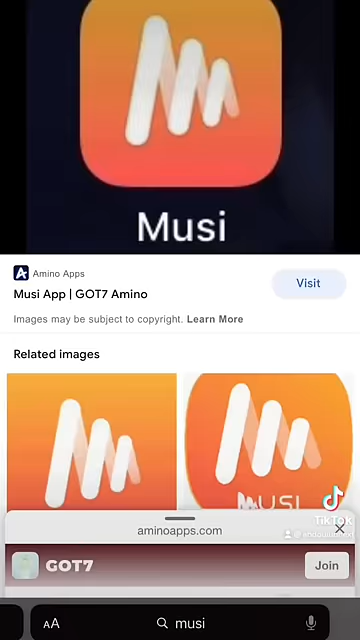 Musi
Amino Apps
Musi App | GOT7 Amino
Visit
Images may be subject to copyright. Learn More
Related images
MUSI
TikTok
aminoapps.com
GOT7
Join
AA
musi